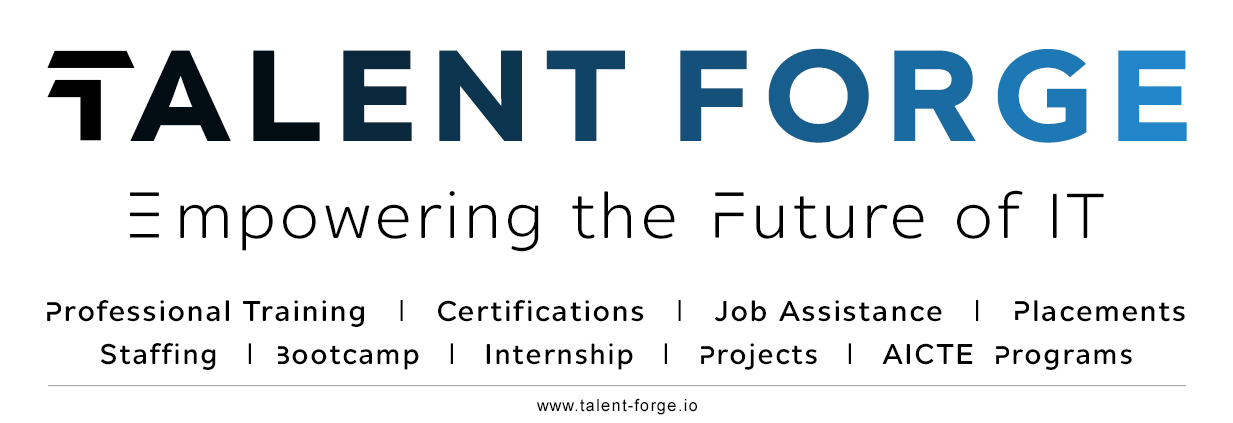 TALENT FORGE
Empowering the Future of IT
Professional Training | Certifications | Job Assistance | Placements
Staffing | Bootcamp | Internship | Projects | AICTE Programs
www.talent-forge.io